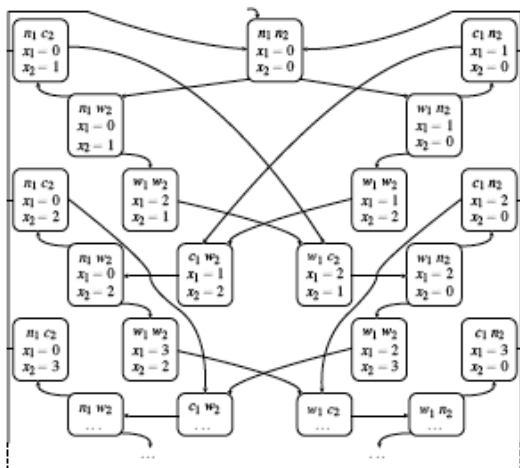 n₁ c₂
x₁ = 0
x₂ = 1
n₁ n₂
x₁ = 0
x₂ = 0
c₁ n₂
x₁ = 1
x₂ = 0
n₁ w₂
x₁ = 0
x₂ = 1
w₁ n₂
x₁ = 1
x₂ = 0
n₁ c₂
x₁ = 0
x₂ = 2
w₁ w₂
x₁ = 2
x₂ = 1
w₁ w₂
x₁ = 1
x₂ = 2
c₁ n₂
x₁ = 2
x₂ = 0
n₁ w₂
x₁ = 0
x₂ = 2
c₁ w₂
x₁ = 1
x₂ = 2
w₁ c₂
x₁ = 2
x₂ = 1
w₁ n₂
x₁ = 2
x₂ = 0
n₁ c₂
x₁ = 0
x₂ = 3
w₁ w₂
x₁ = 3
x₂ = 2
w₁ w₂
x₁ = 2
x₂ = 3
c₁ n₂
x₁ = 3
x₂ = 0
n₁ w₂
...
c₁ w₂
...
w₁ c₂
...
w₁ n₂
...
...
...